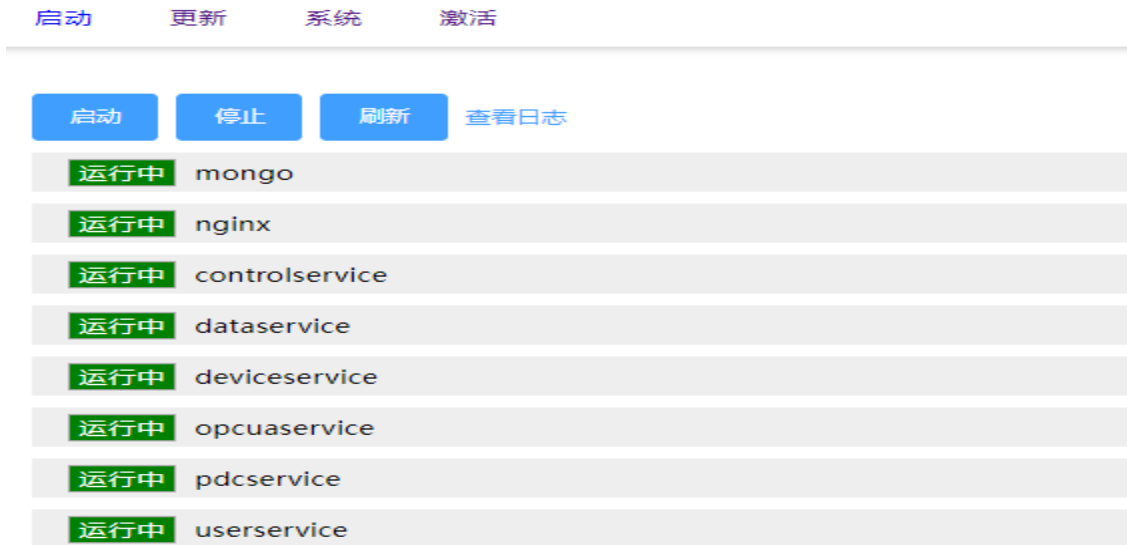 启动 更新 系统 激活
启动 停止 刷新 查看日志
运行中 mongo
运行中 nginx
运行中 controlservice
运行中 dataservice
运行中 deviceservice
运行中 opcuaservice
运行中 pdcservice
运行中 userservice